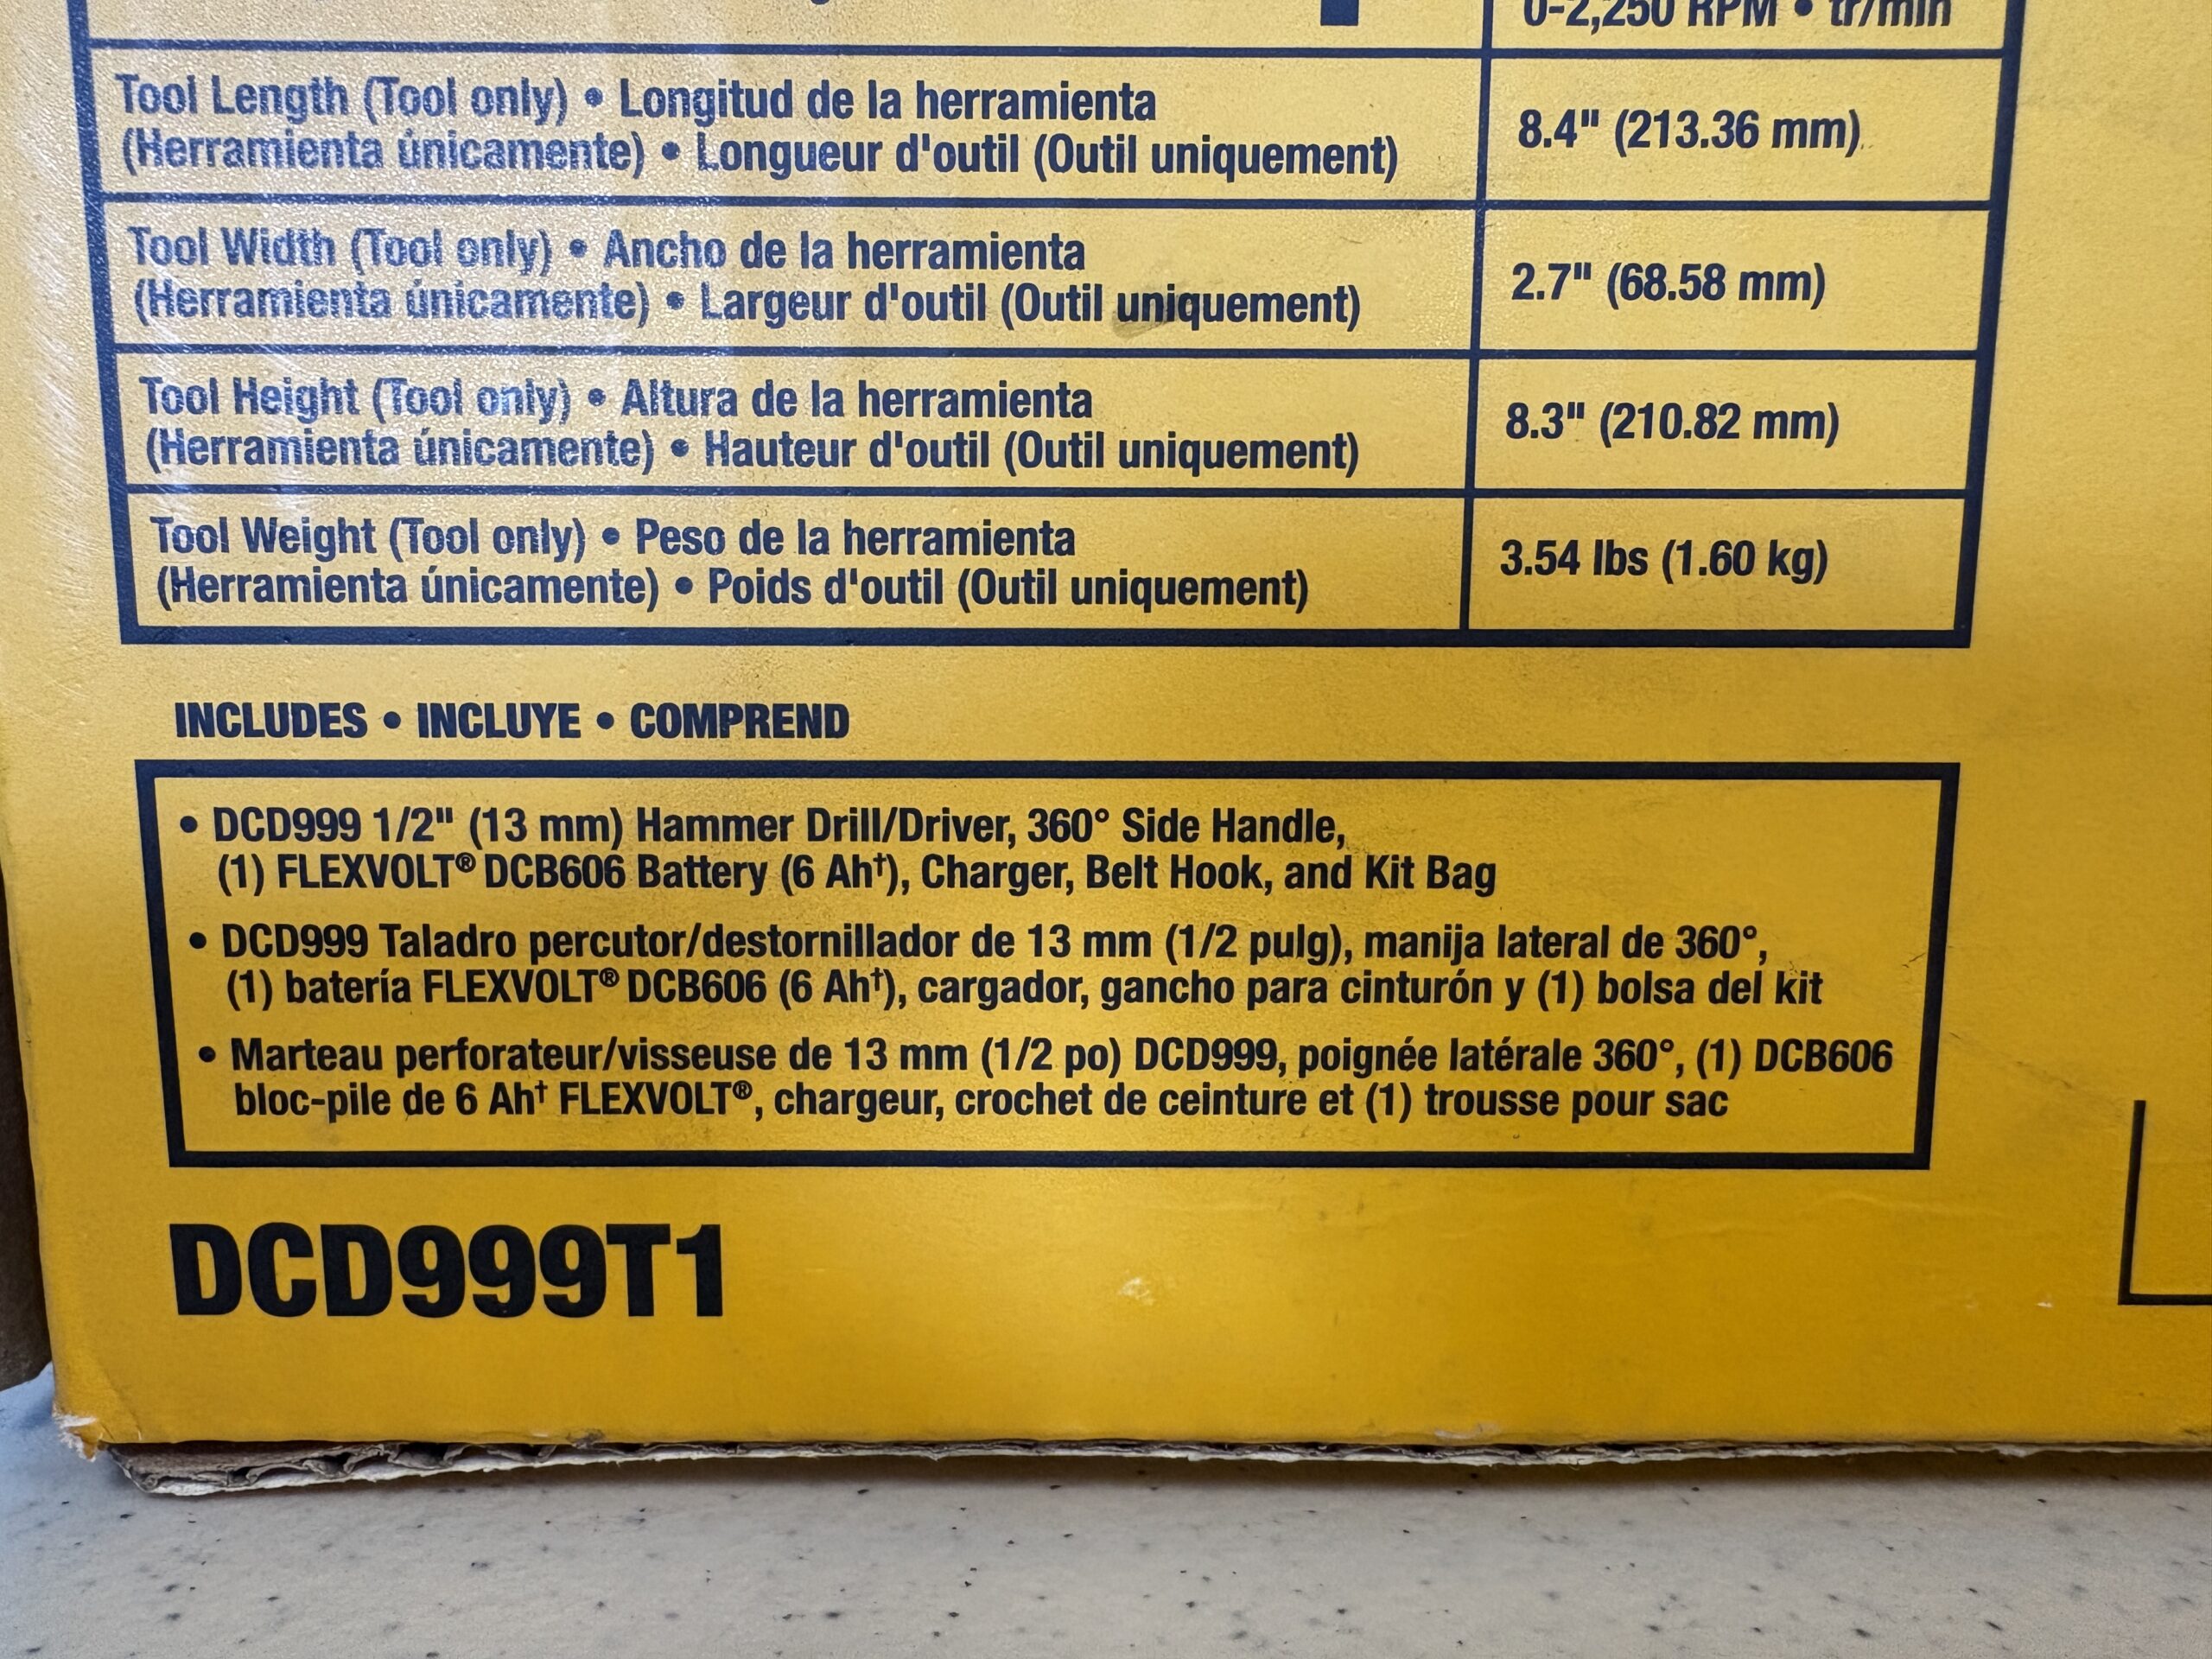 0-2,250 RPM • tr/min
Tool Length (Tool only) • Longitud de la herramienta
(Herramienta únicamente) • Longueur d'outil (Outil uniquement)
8.4" (213.36 mm)
Tool Width (Tool only) • Ancho de la herramienta
(Herramienta únicamente) • Largeur d'outil (Outil uniquement)
2.7" (68.58 mm)
Tool Height (Tool only) • Altura de la herramienta
(Herramienta únicamente) • Hauteur d'outil (Outil uniquement)
8.3" (210.82 mm)
Tool Weight (Tool only) • Peso de la herramienta
(Herramienta únicamente) • Poids d'outil (Outil uniquement)
3.54 lbs (1.60 kg)
INCLUDES • INCLUYE • COMPREND
• DCD999 1/2" (13 mm) Hammer Drill/Driver, 360° Side Handle,
(1) FLEXVOLT® DCB606 Battery (6 Ah†), Charger, Belt Hook, and Kit Bag
• DCD999 Taladro percutor/destornillador de 13 mm (1/2 pulg), manija lateral de 360°,
(1) batería FLEXVOLT® DCB606 (6 Ah†), cargador, gancho para cinturón y (1) bolsa del kit
• Marteau perforateur/visseuse de 13 mm (1/2 po) DCD999, poignée latérale 360°, (1) DCB606
bloc-pile de 6 Ah† FLEXVOLT®, chargeur, crochet de ceinture et (1) trousse pour sac
DCD999T1